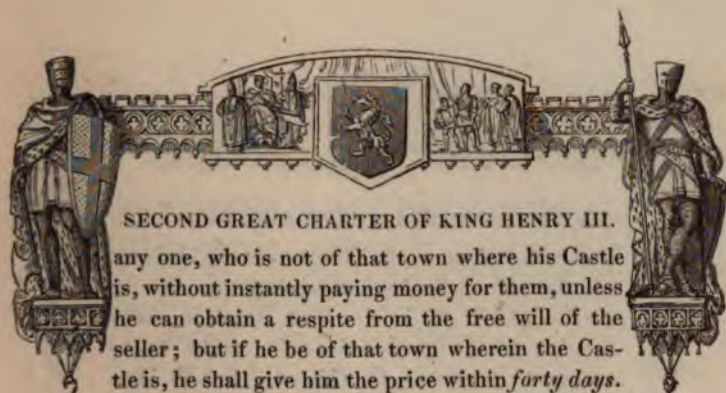 SECOND GREAT CHARTER OF KING HENRY III.
any one, who is not of that town where his Castle
is, without instantly paying money for them, unless
he can obtain a respite from the free will of the
seller; but if he be of that town wherein the Cas-
tle is, he shall give him the price within forty days.